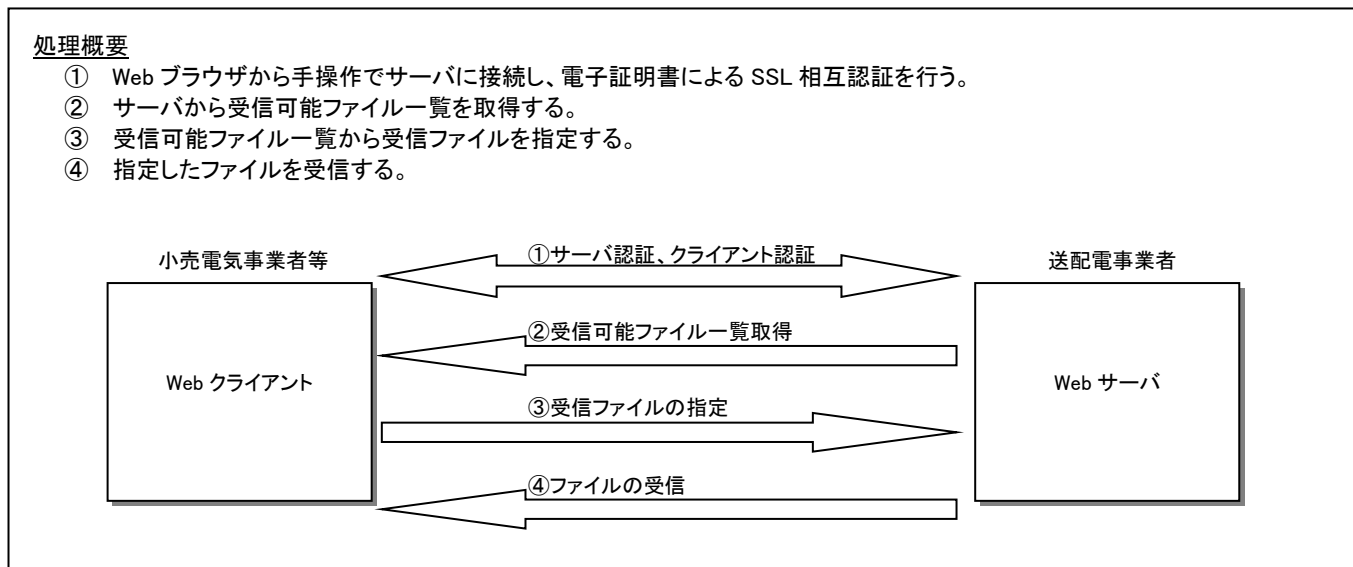 処理概要
① Web ブラウザから手操作でサーバに接続し、電子証明書による SSL 相互認証を行う。
② サーバから受信可能ファイル一覧を取得する。
③ 受信可能ファイル一覧から受信ファイルを指定する。
④ 指定したファイルを受信する。
小売電気事業者等
①サーバ認証、クライアント認証
送配電事業者
②受信可能ファイル一覧取得
Web クライアント
Web サーバ
③受信ファイルの指定
④ファイルの受信